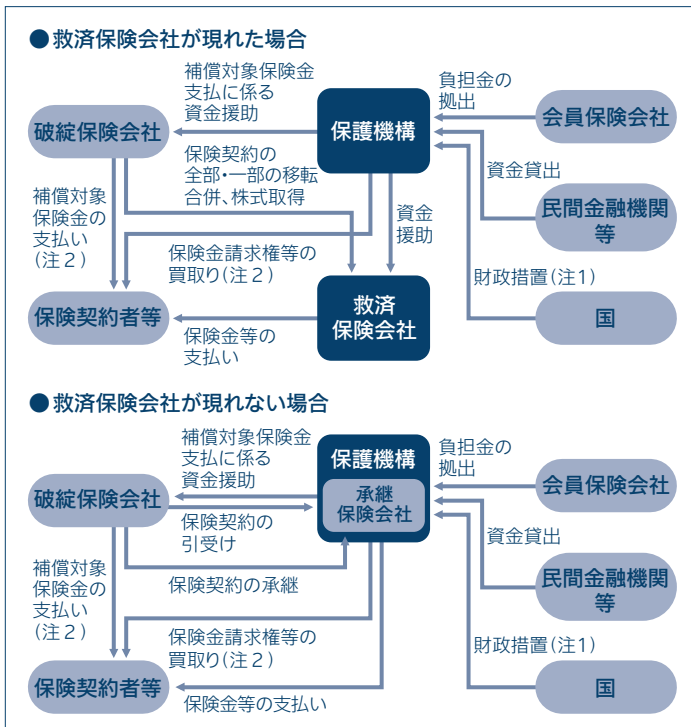 ●救済保険会社が現れた場合
補償対象保険金
支払に係る
資金援助
負担金の
拠出
破綻保険会社
保護機構
会員保険会社
保険契約の
全部・一部の移転
合併、株式取得
資金貸出
補償対象
保険金の
支払い
(注2)
資金
援助
民間金融機関
等
保険金請求権等の
買取り(注2)
財政措置(注1)
保険契約者等
救済
保険会社
国
保険金等の
支払い
●救済保険会社が現れない場合
補償対象保険金
支払に係る
資金援助
保護機構
負担金の
拠出
破綻保険会社
承継
保険会社
会員保険会社
保険契約の
引受け
資金貸出
補償対象
保険金の
支払い
(注2)
保険契約の承継
民間金融機関
等
保険金請求権等の
買取り(注2)
財政措置(注1)
保険契約者等
保険金等の支払い
国